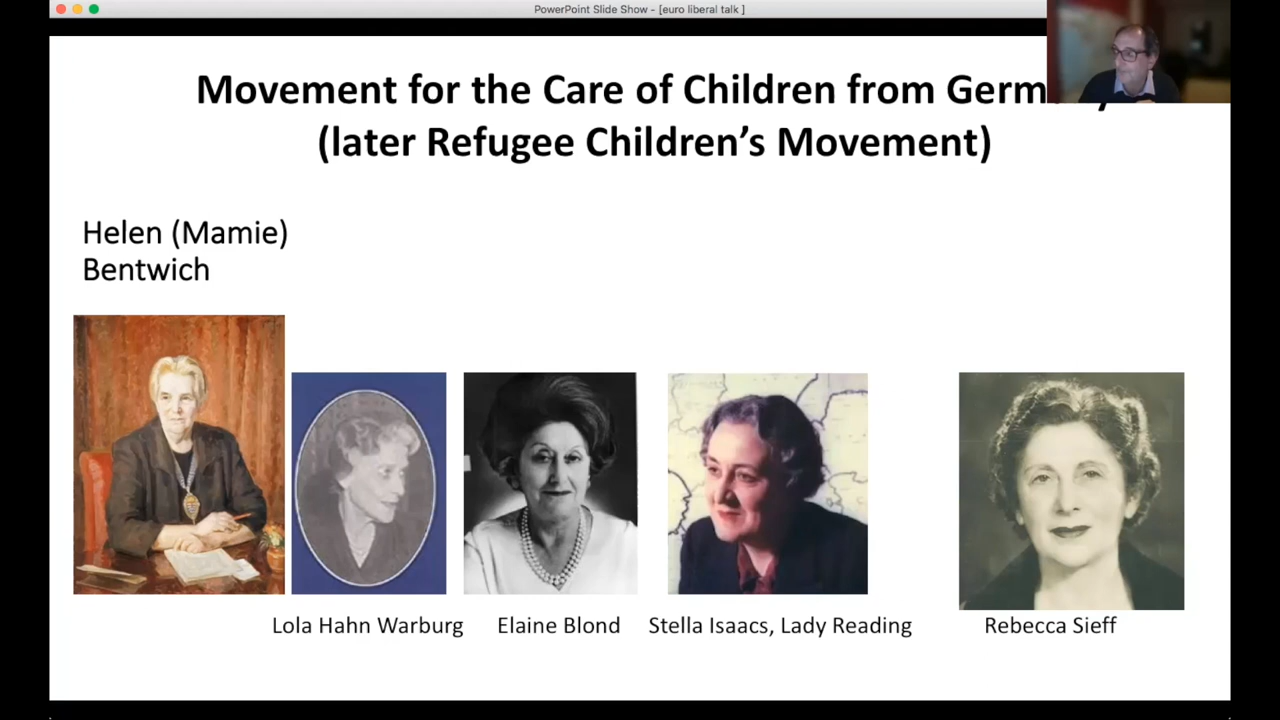 PowerPoint Slide Show - [euro liberal talk ]
Movement for the Care of Children from
(later Refugee Children's Movement)
Helen (Mamie)
Bentwich
Lola Hahn Warburg
Elaine Blond
Stella Isaacs, Lady Reading
Rebecca Sieff